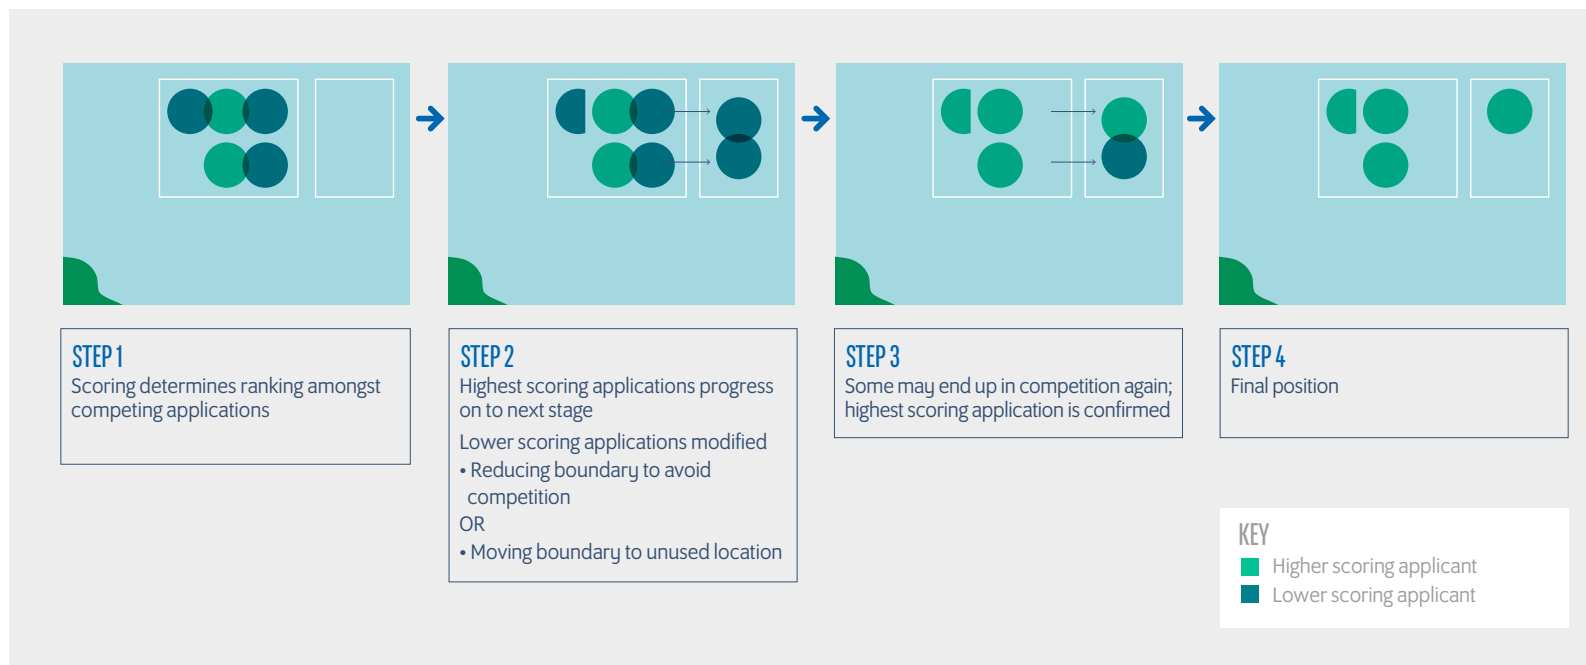 STEP 1
Scoring determines ranking amongst
competing applications
STEP 2
Highest scoring applications progress
on to next stage
Lower scoring applications modified
• Reducing boundary to avoid
competition
OR
• Moving boundary to unused location
STEP 3
Some may end up in competition again;
highest scoring application is confirmed
STEP 4
Final position
KEY
Higher scoring applicant
Lower scoring applicant